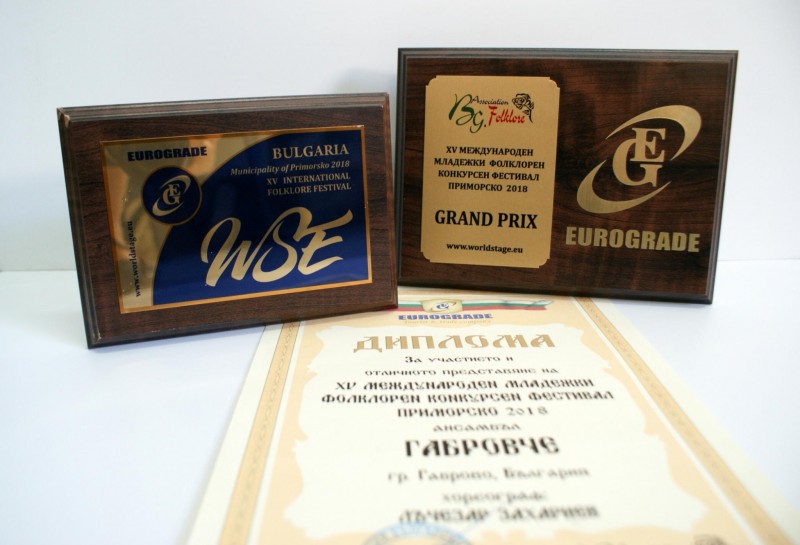 EUROGRADE
BULGARIA
Municipality of Primorsko 2018
XV INTERNATIONAL
FOLKLORE FESTIVAL
EG
WSE
www.worldstage.eu
Association
BG. Folklore
XV МЕЖДУНАРОДЕН
МЛАДЕЖКИ ФОЛКЛОРЕН
КОНКУРСЕН ФЕСТИВАЛ
ПРИМОРСКО 2018
GRAND PRIX
www.worldstage.eu
EG
EUROGRADE
EUROGRADE
ДИПЛОМА
За участието и
отличното представяне на
XV МЕЖДУНАРОДЕН МЛАДЕЖКИ
ФОЛКЛОРЕН КОНКУРСЕН ФЕСТИВАЛ
ПРИМОРСКО 2018
ансамбъл
ГАБРОВЧЕ
гр. Габрово, България
хореограф:
ЛЪЧЕЗАР ЗАХАРИЕВ